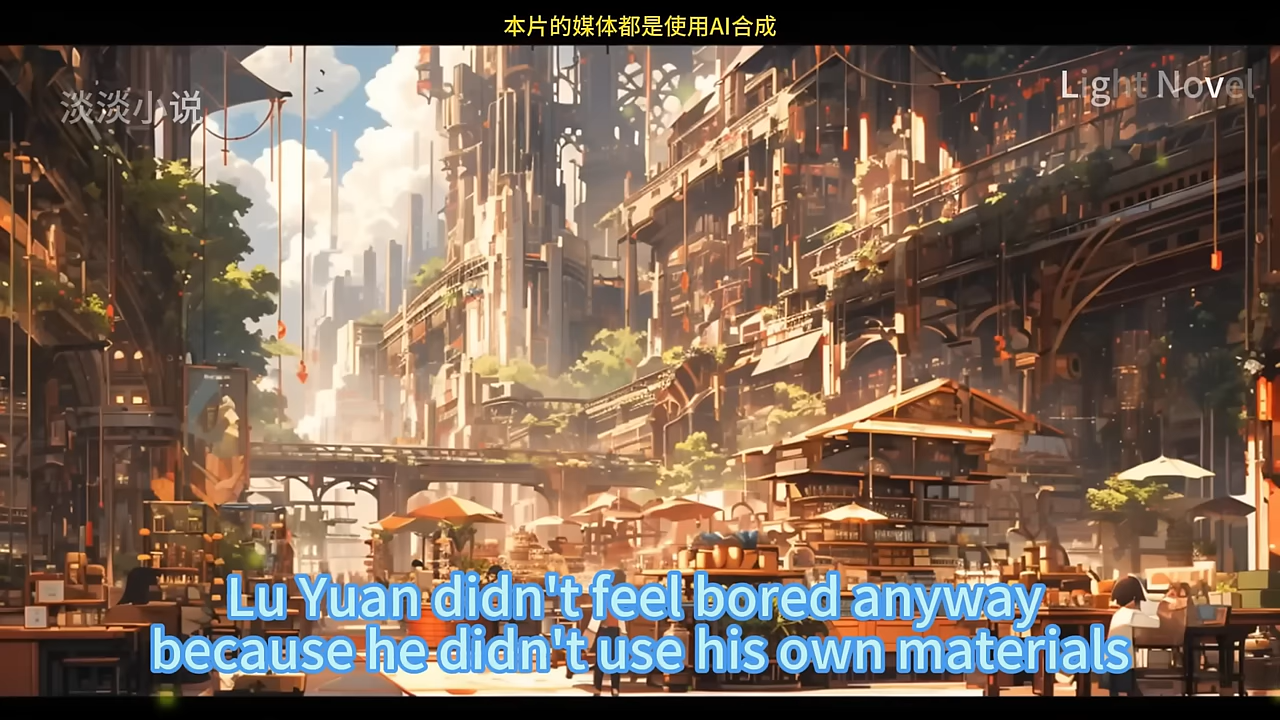 本片的媒体都是使用AI合成
淡淡小说
Light Novel
Lu Yuan didn't feel bored anyway
because he didn't use his own materials